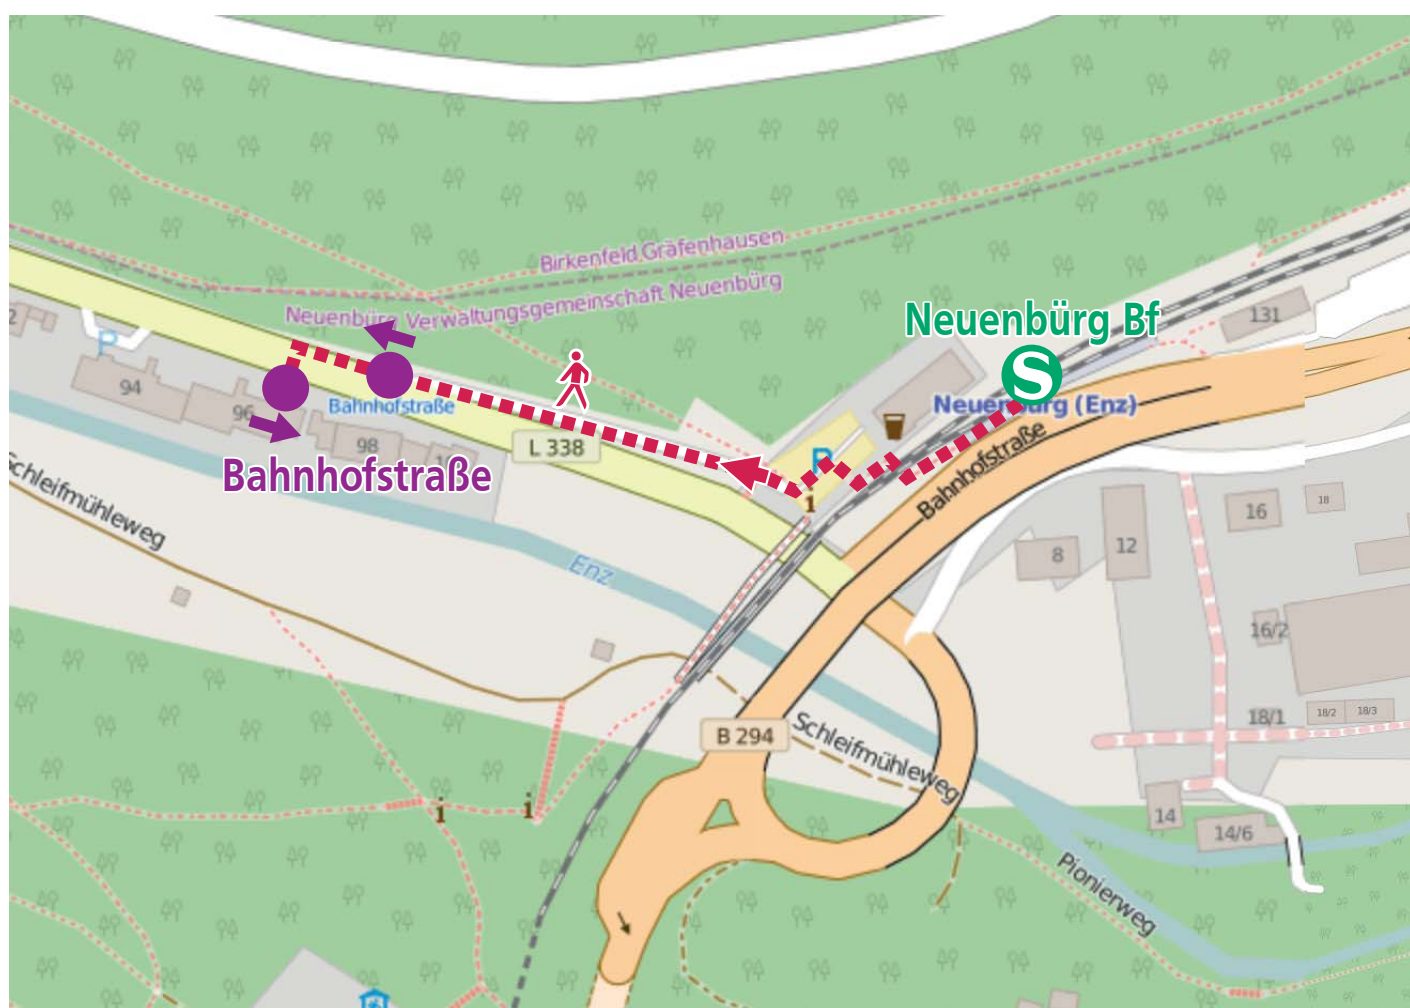 Birkenfeld Gräfenhausen
Neuenbürg Verwaltungsgemeinschaft Neuenbürg
Neuenbürg Bf
S
131
2
P
94
96
Bahnhofstraße
98
L 338
Neuenbürg (Enz)
P
i
Bahnhofstraße
Bahnhofstraße
Schleifmühleweg
Enz
16
18
8
12
16/2
18/1
18/2
18/3
B 294
Schleifmühleweg
i
i
14
14/6
Pionierweg